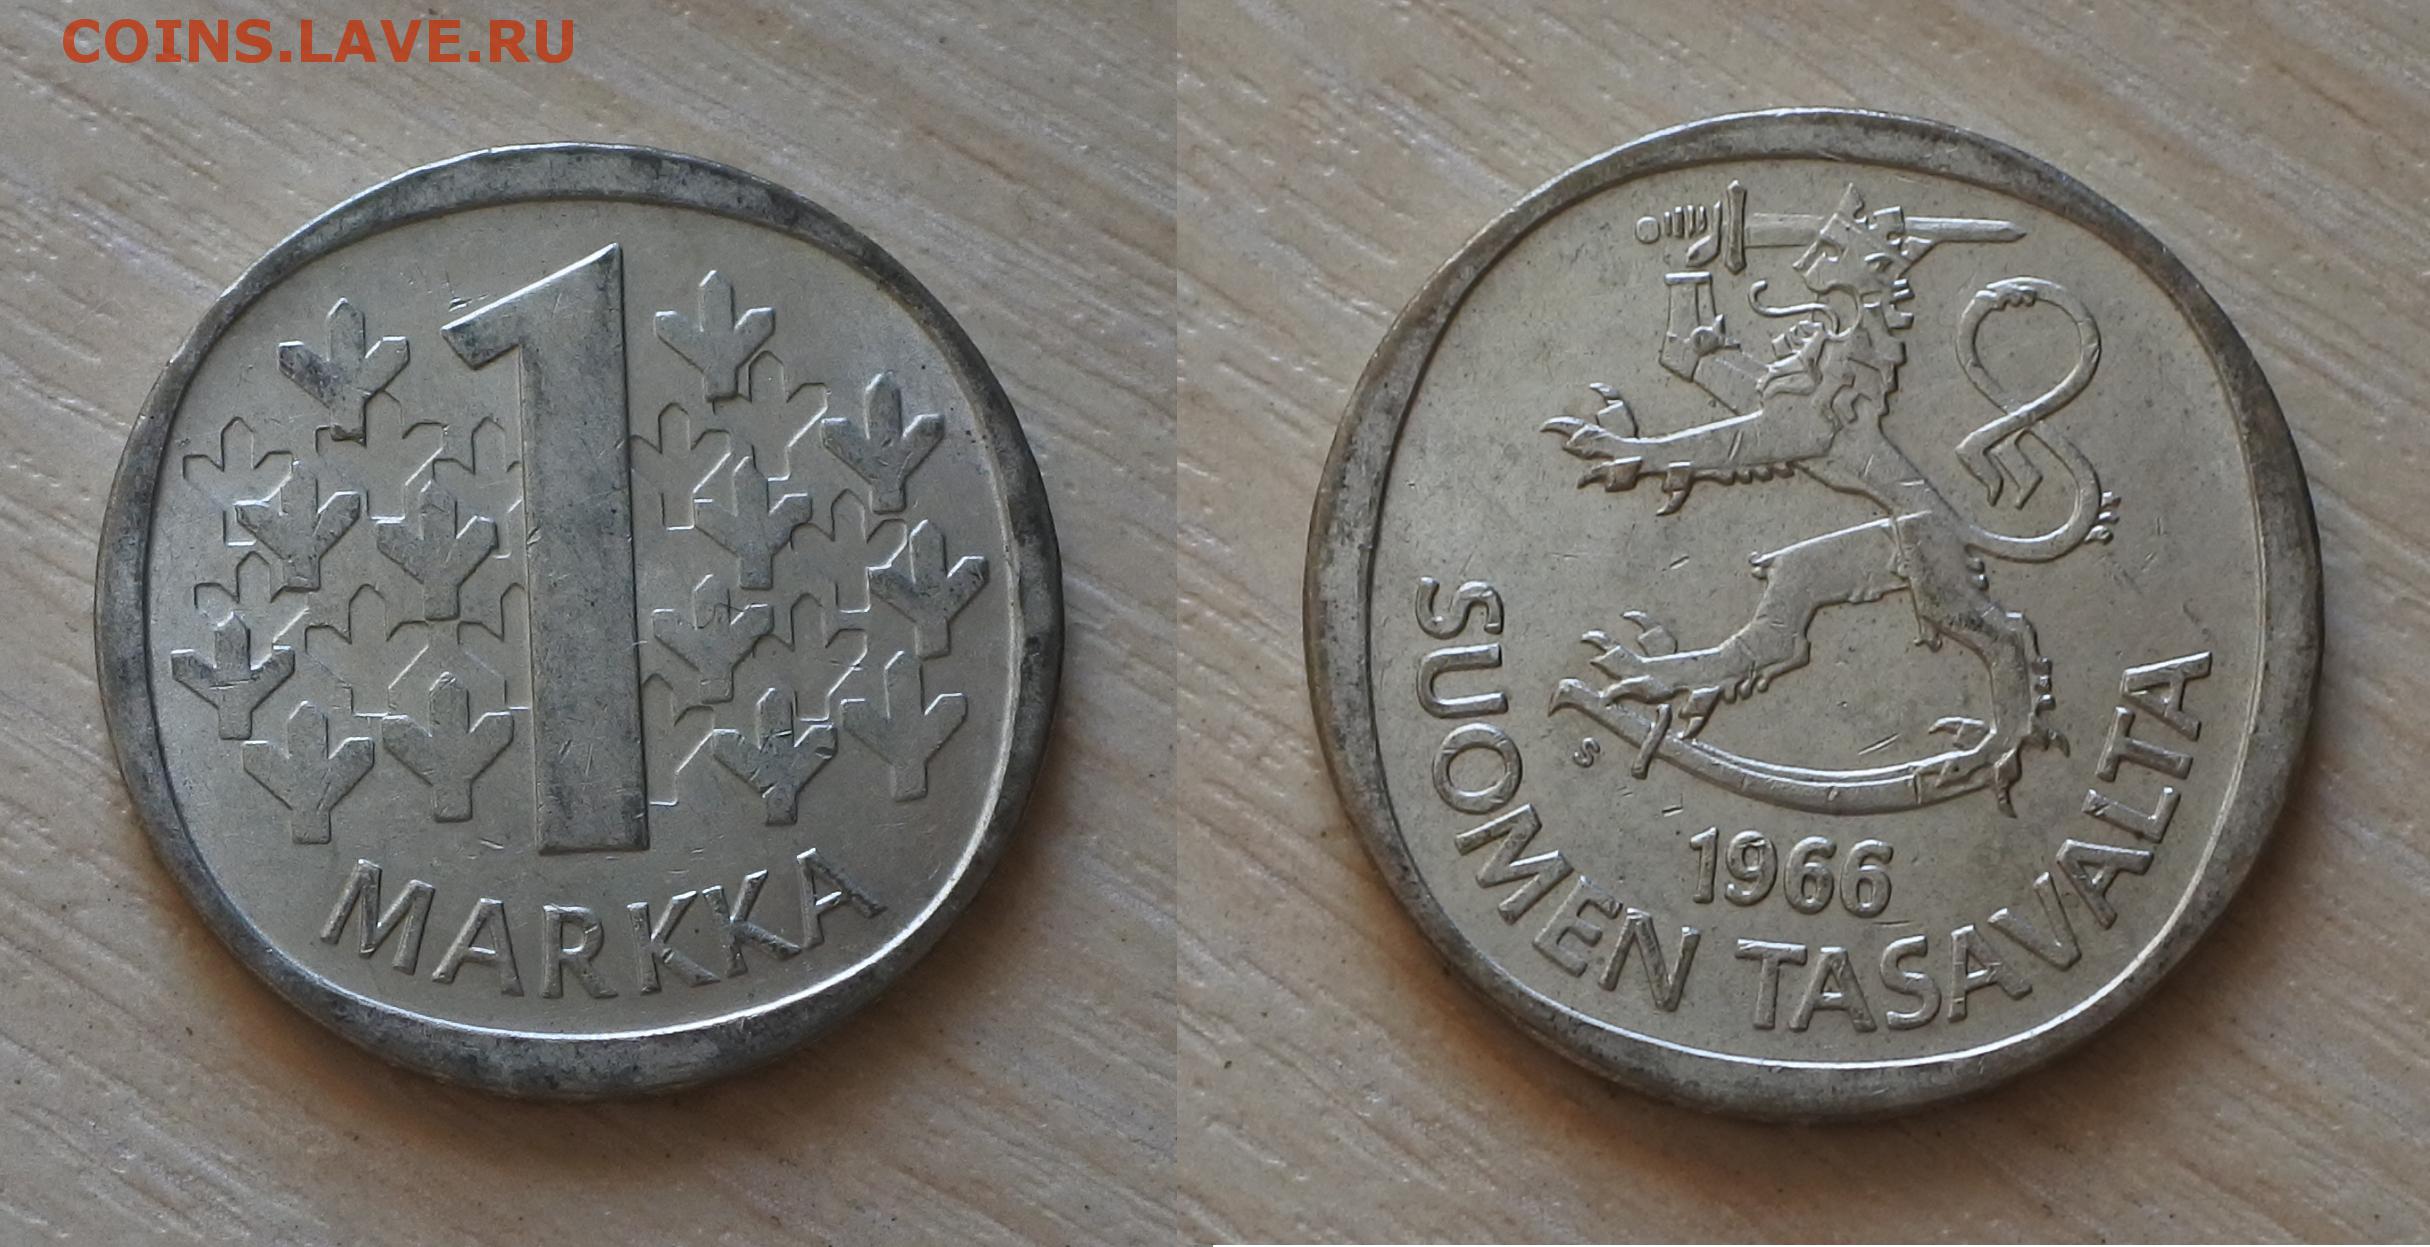 COINS.LAVE.RU
1
MARKKA
S
1966
SUOMEN TASAVALTA